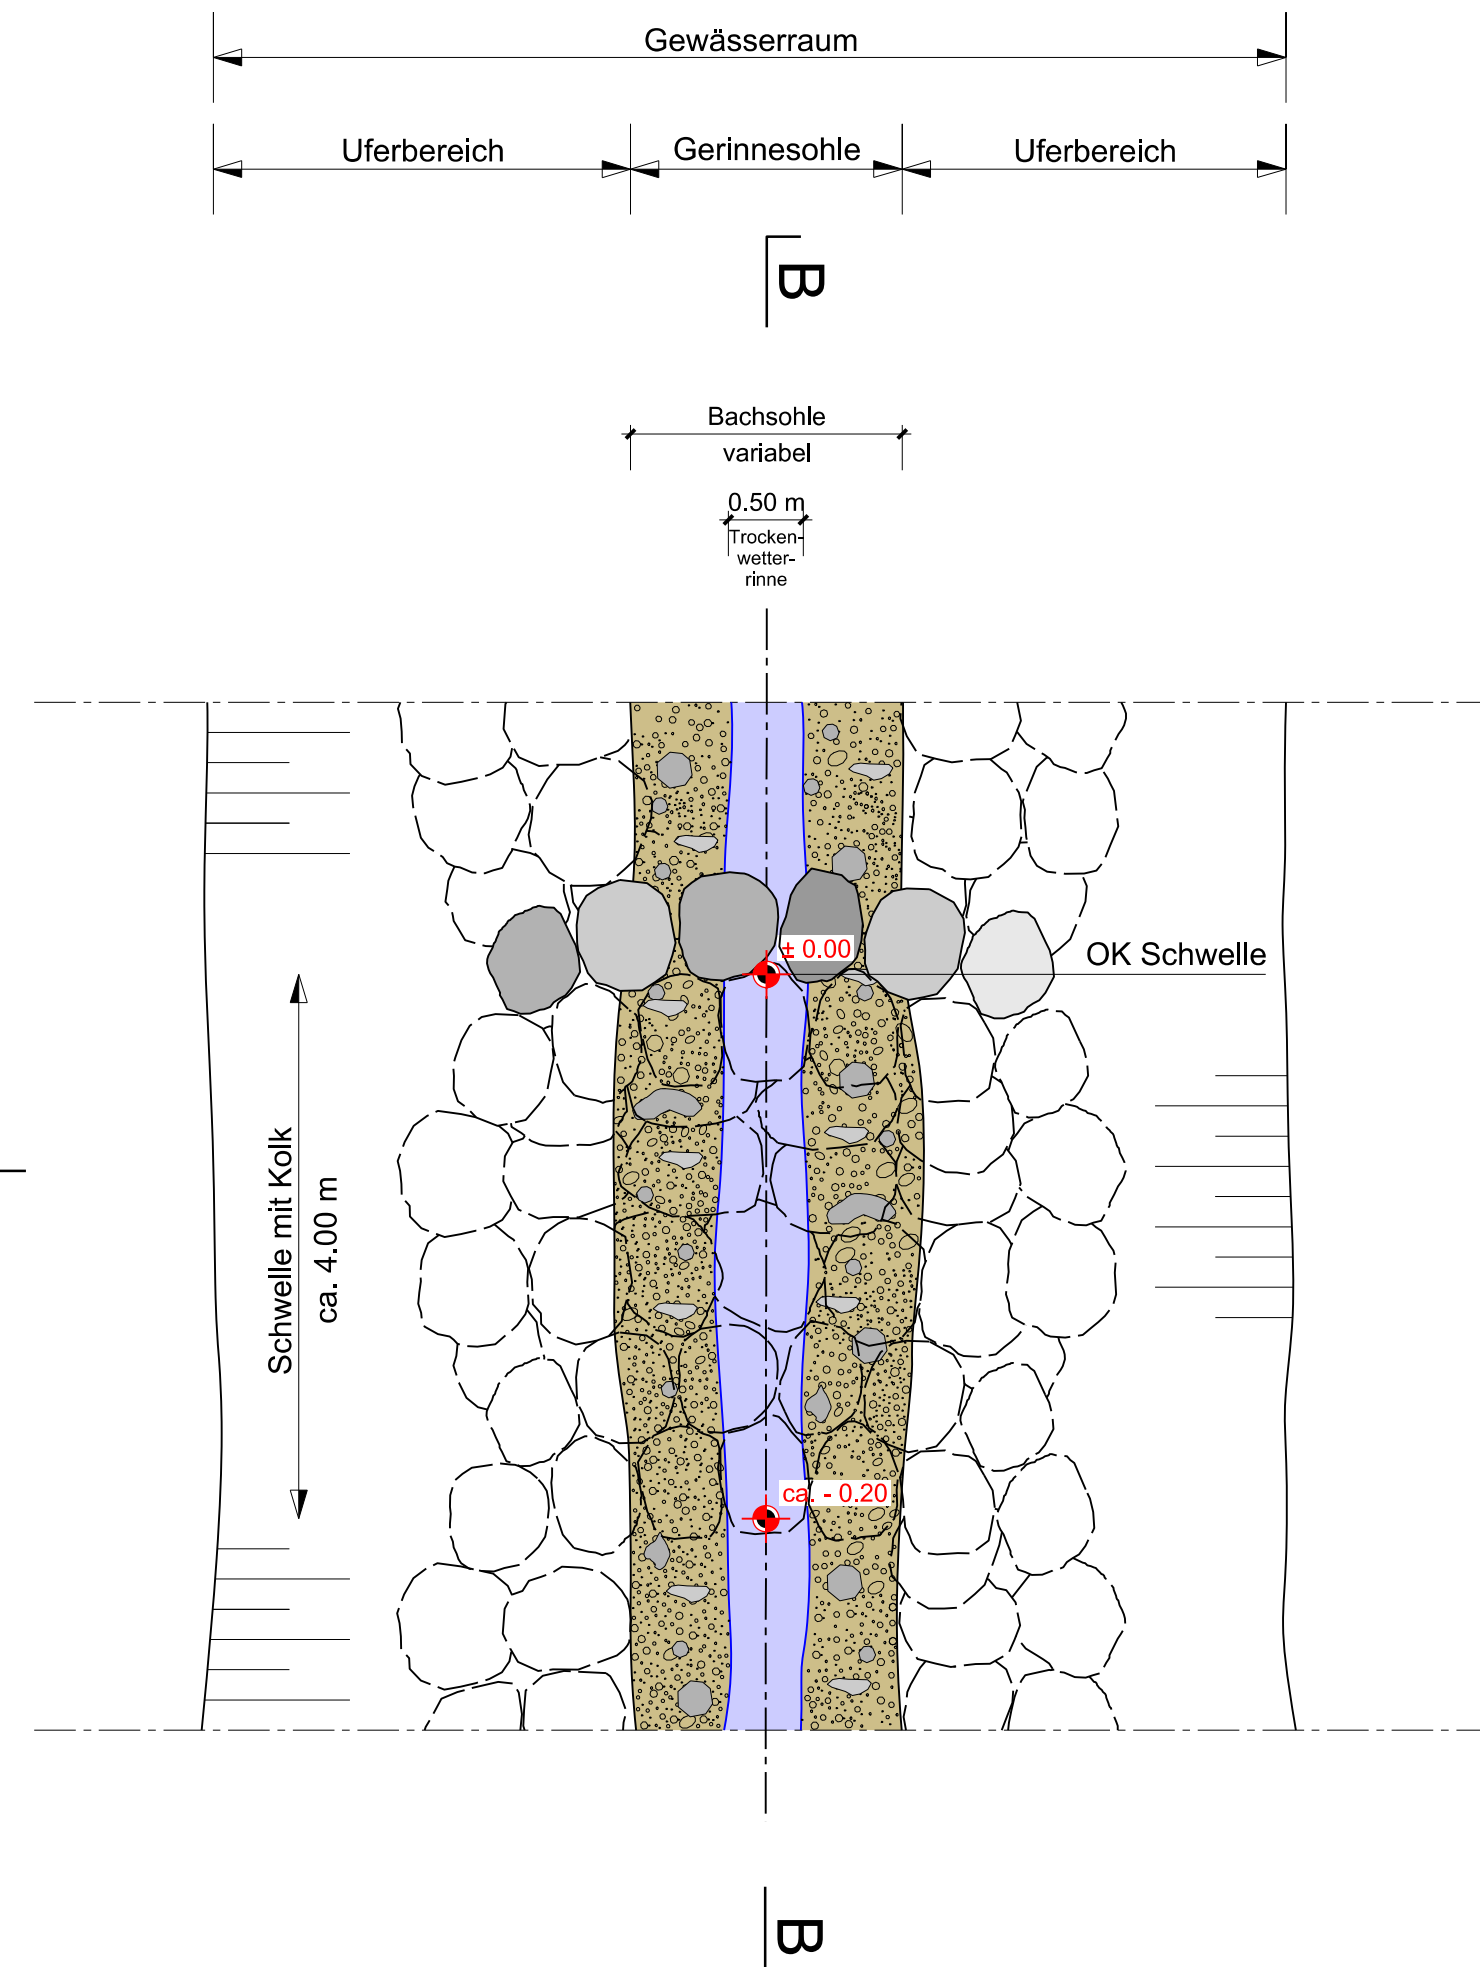 Gewässerraum
Uferbereich
Gerinnesohle
Uferbereich
B
Bachsohle
variabel
0.50 m
Trocken-
wetter-
rinne
± 0.00
OK Schwelle
Schwelle mit Kolk
ca. 4.00 m
ca. - 0.20
B